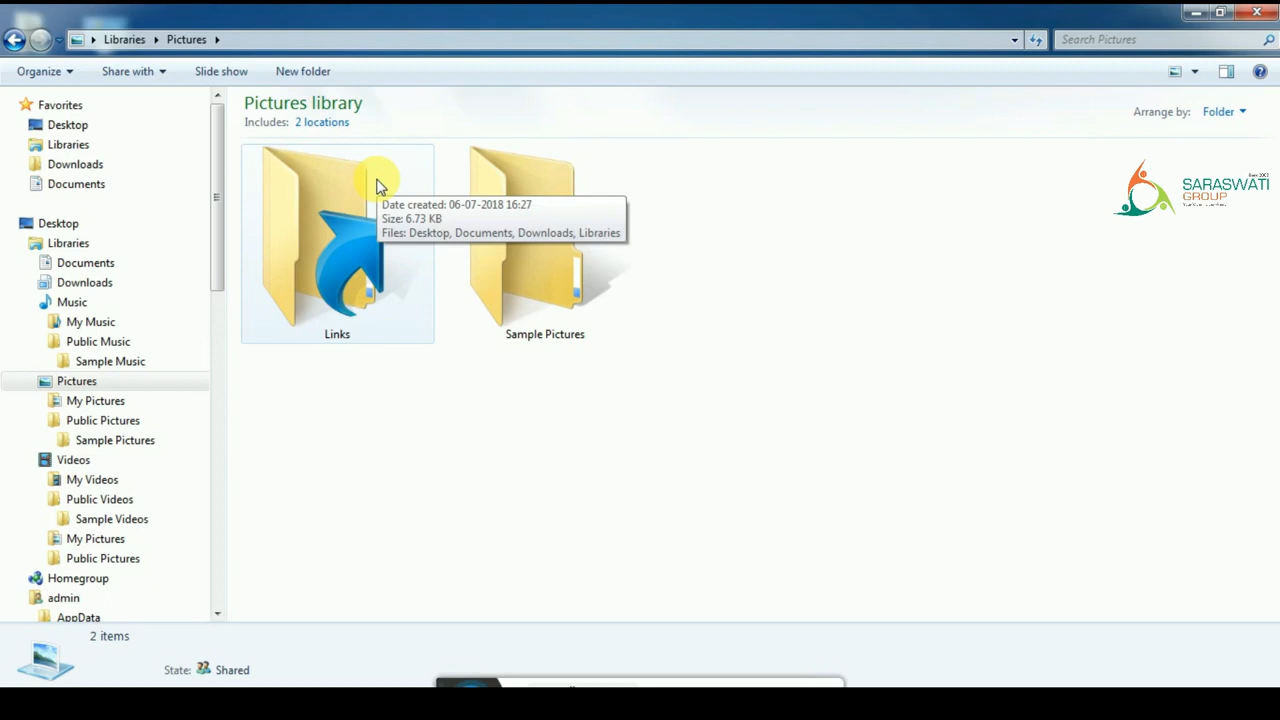 Libraries
Pictures
Search Pictures
Organize
Share with
Slide show
New folder
Favorites
Desktop
Libraries
Downloads
Documents
Desktop
Libraries
Documents
Downloads
Music
My Music
Public Music
Sample Music
Pictures
My Pictures
Public Pictures
Sample Pictures
Videos
My Videos
Public Videos
Sample Videos
My Pictures
Public Pictures
Homegroup
admin
AppData
Pictures library
Includes: 2 locations
Arrange by: Folder
Date created: 06-07-2018 16:27
Size: 6.73 KB
Files: Desktop, Documents, Downloads, Libraries
Links
Sample Pictures
SARASWATI
GROUP
2 items
State: Shared